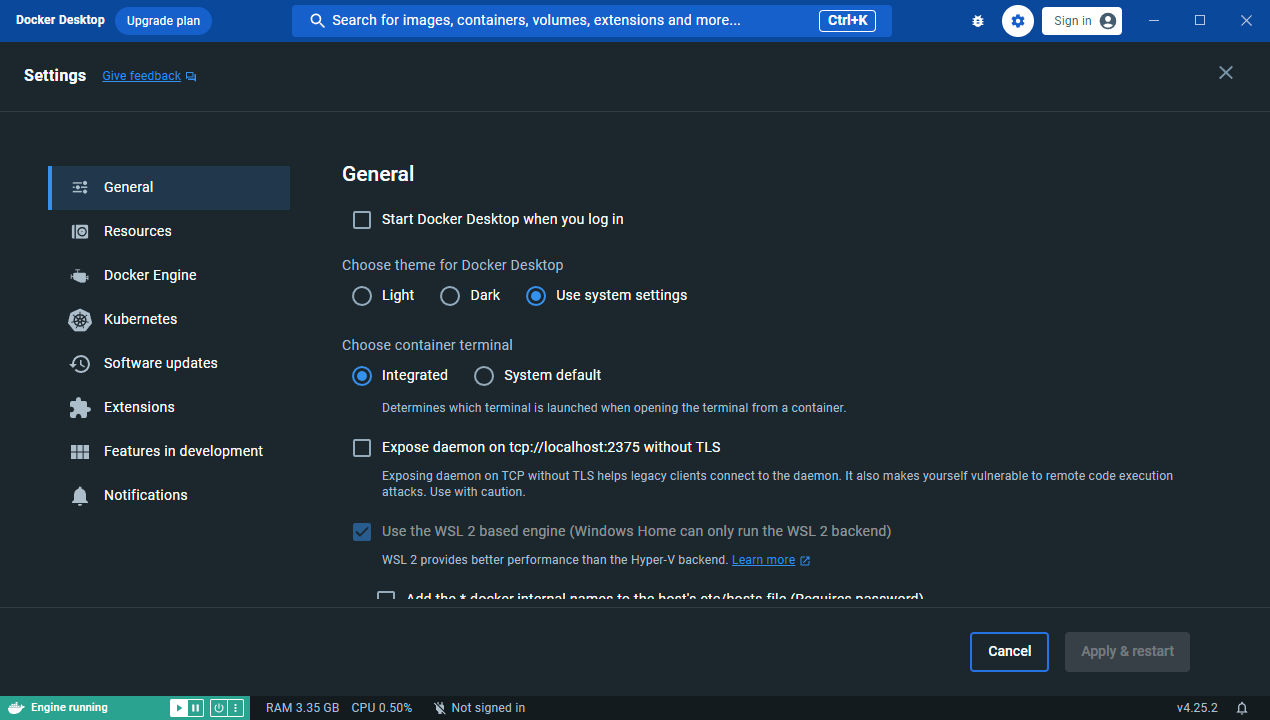 Docker Desktop Upgrade plan Search for images, containers, volumes, extensions and more... Ctrl+K Sign in
Settings Give feedback
General
Resources
Docker Engine
Kubernetes
Software updates
Extensions
Features in development
Notifications
General
Start Docker Desktop when you log in
Choose theme for Docker Desktop
Light Dark Use system settings
Choose container terminal
Integrated System default
Determines which terminal is launched when opening the terminal from a container.
Expose daemon on tcp://localhost:2375 without TLS
Exposing daemon on TCP without TLS helps legacy clients connect to the daemon. It also makes yourself vulnerable to remote code execution
attacks. Use with caution.
Use the WSL 2 based engine (Windows Home can only run the WSL 2 backend)
WSL 2 provides better performance than the Hyper-V backend. Learn more
Add the *.docker.internal names to the host's etc/hosts file (Requires password)
Cancel Apply & restart
Engine running RAM 3.35 GB CPU 0.50% Not signed in v4.25.2